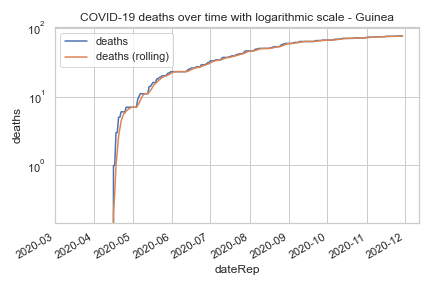 COVID-19 deaths over time with logarithmic scale - Guinea
deaths
deaths (rolling)
10²
10¹
10⁰
deaths
2020-03
2020-04
2020-05
2020-06
2020-07
2020-08
2020-09
2020-10
2020-11
2020-12
dateRep